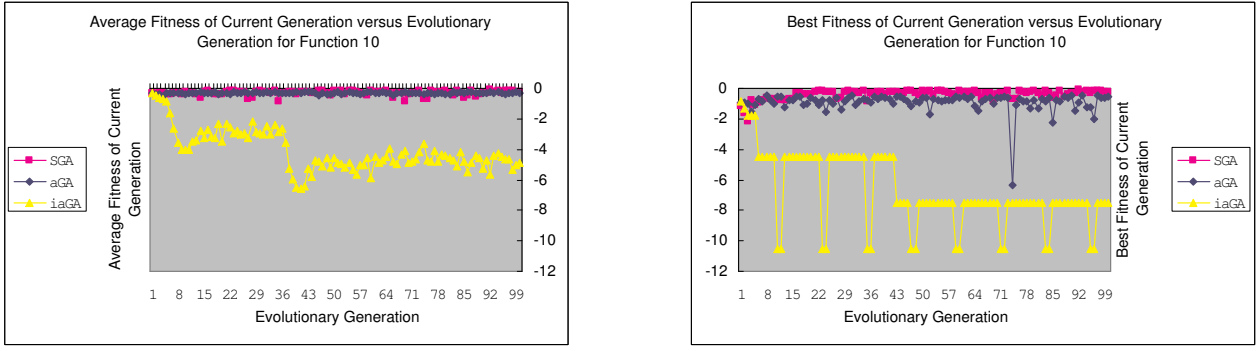 Average Fitness of Current Generation versus Evolutionary
Generation for Function 10
Average Fitness of Current
Generation
0
-2
-4
-6
-8
-10
-12
SGA
aGA
iaGA
1 8 15 22 29 36 43 50 57 64 71 78 85 92 99
Evolutionary Generation
Best Fitness of Current Generation versus Evolutionary
Generation for Function 10
0
-2
-4
-6
-8
-10
-12
Best Fitness of Current
Generation
SGA
aGA
iaGA
1 8 15 22 29 36 43 50 57 64 71 78 85 92 99
Evolutionary Generation